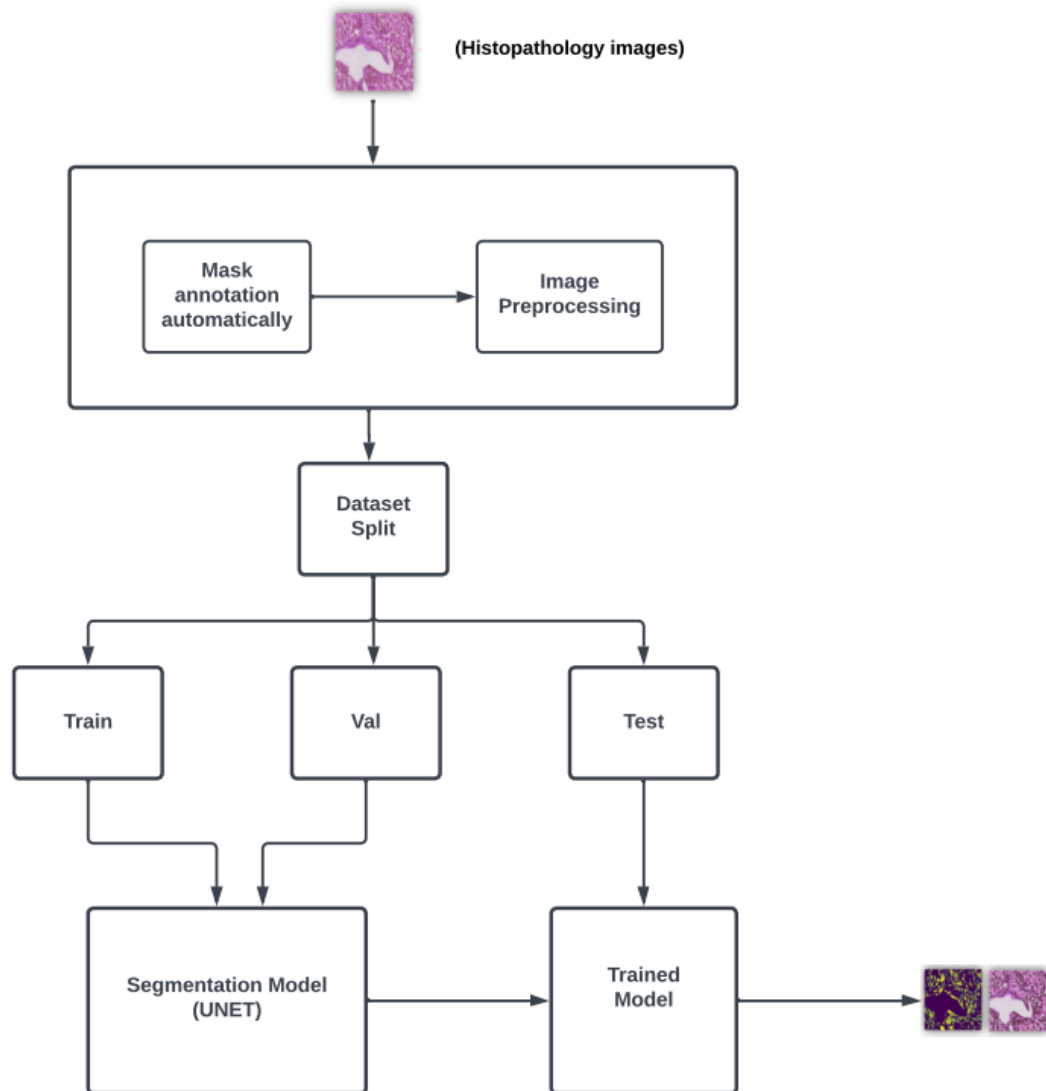 (Histopathology images)
Mask
annotation
automatically
Image
Preprocessing
Dataset
Split
Train
Val
Test
Segmentation Model
(UNET)
Trained
Model